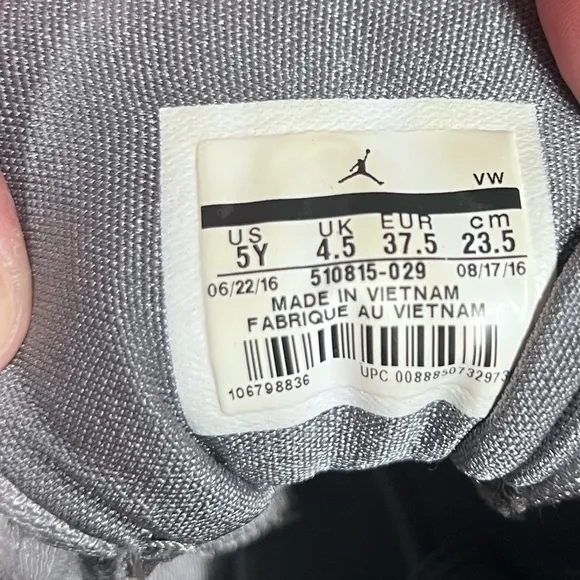 VW
US UK EUR cm
5Y 4.5 37.5 23.5
06/22/16 510815-029 08/17/16
MADE IN VIETNAM
FABRIQUE AU VIETNAM
106798836 UPC 0088850732973